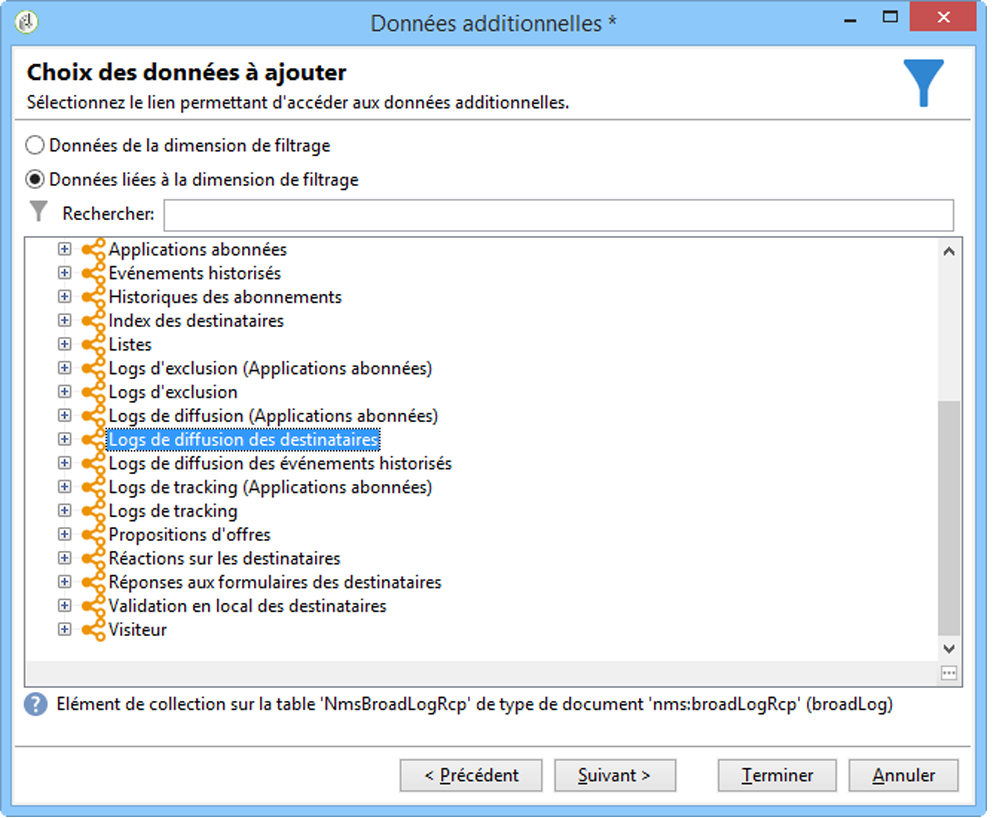 Données additionnelles *
Choix des données à ajouter
Sélectionnez le lien permettant d'accéder aux données additionnelles.
Données de la dimension de filtrage
Données liées à la dimension de filtrage
Rechercher:
Applications abonnées
Evénements historisés
Historiques des abonnements
Index des destinataires
Listes
Logs d'exclusion (Applications abonnées)
Logs d'exclusion
Logs de diffusion (Applications abonnées)
Logs de diffusion des destinataires
Logs de diffusion des événements historisés
Logs de tracking (Applications abonnées)
Logs de tracking
Propositions d'offres
Réactions sur les destinataires
Réponses aux formulaires des destinataires
Validation en local des destinataires
Visiteur
Elément de collection sur la table 'NmsBroadLogRcp' de type de document 'nms:broadLogRcp' (broadLog)
< Précédent Suivant > Terminer Annuler